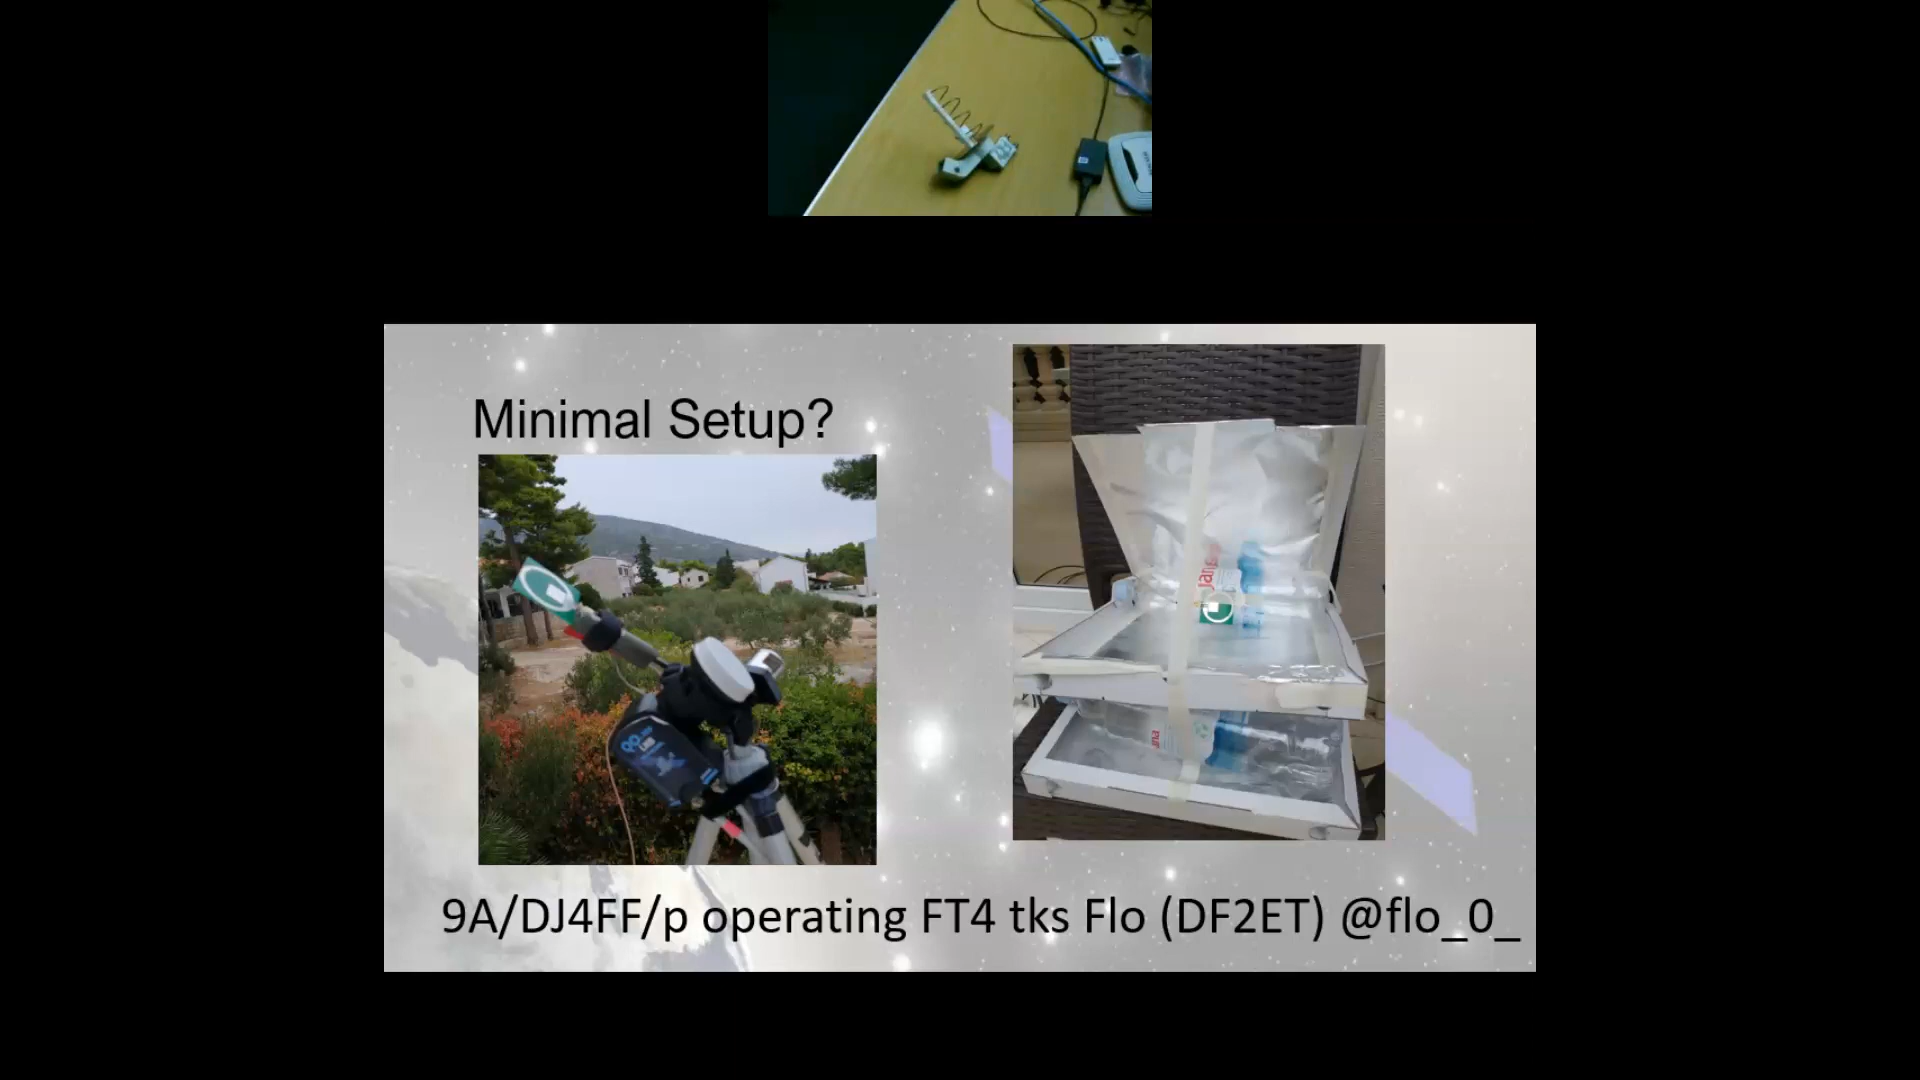 Minimal Setup?
9A/DJ4FF/p operating FT4 tks Flo (DF2ET) @flo_0_